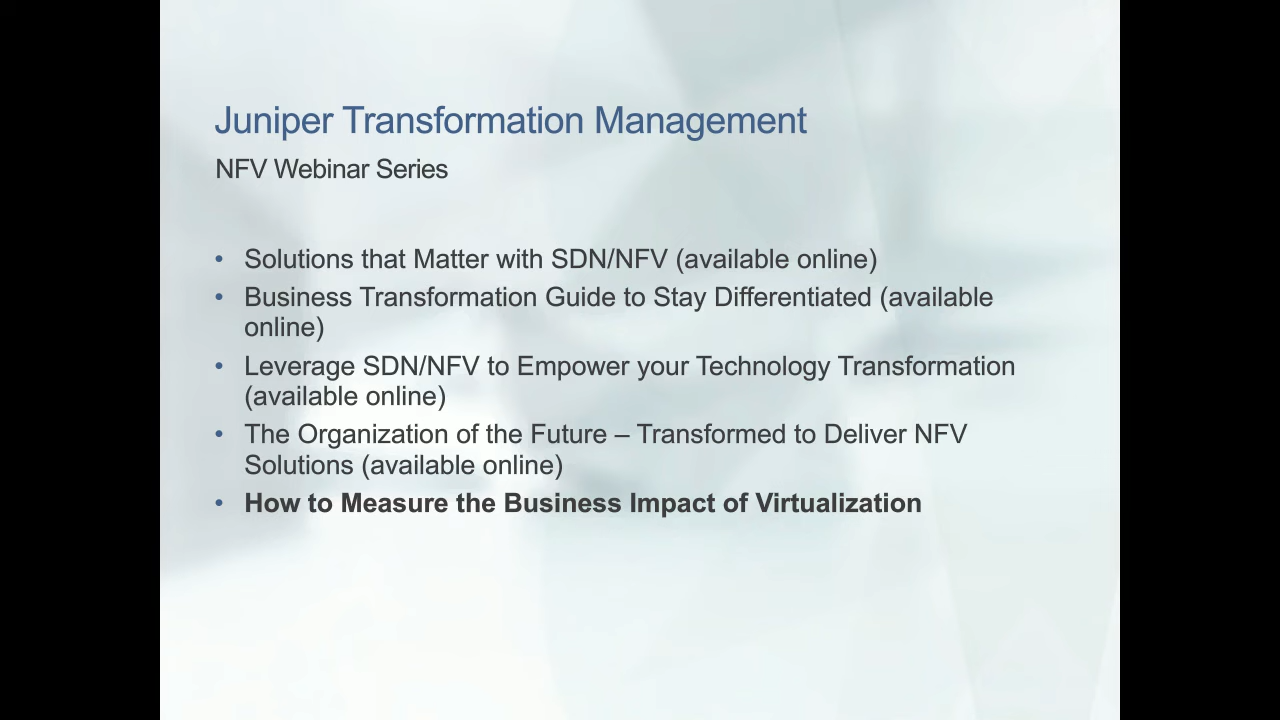 Juniper Transformation Management
NFV Webinar Series
• Solutions that Matter with SDN/NFV (available online)
• Business Transformation Guide to Stay Differentiated (available
online)
• Leverage SDN/NFV to Empower your Technology Transformation
(available online)
• The Organization of the Future – Transformed to Deliver NFV
Solutions (available online)
• How to Measure the Business Impact of Virtualization